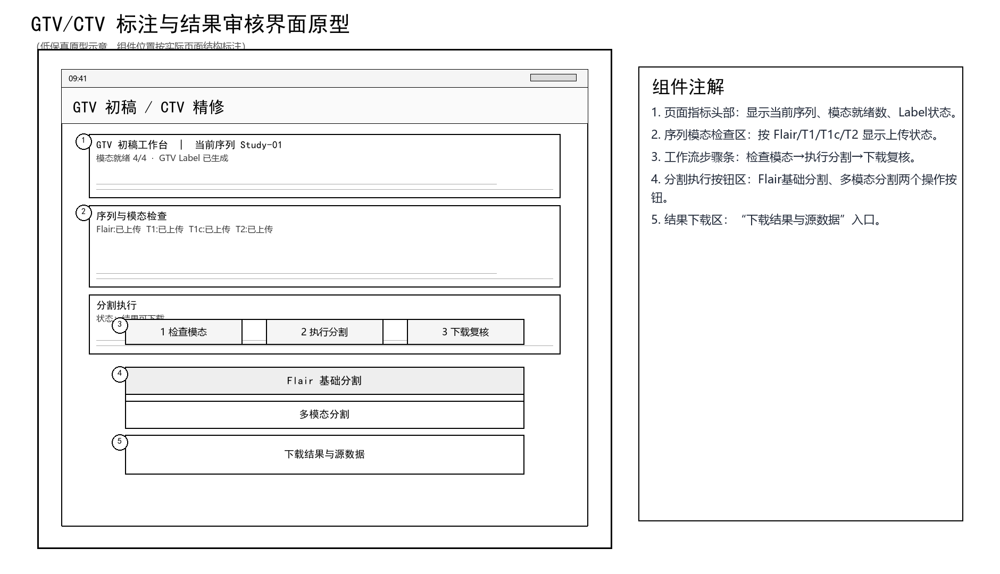 GTV/CTV 标注与结果审核界面原型
（低保真原型示意，组件位置按实际页面结构标注）
09:41
GTV 初稿 / CTV 精修
1
GTV 初稿工作台 | 当前序列 Study-01
模态就绪 4/4 · GTV Label 已生成
2
序列与模态检查
Flair:已上传 T1:已上传 T1c:已上传 T2:已上传
分割执行
状态：结果可下载
3
1 检查模态
2 执行分割
3 下载复核
4
Flair 基础分割
多模态分割
5
下载结果与源数据
组件注解
1. 页面指标头部：显示当前序列、模态就绪数、Label状态。
2. 序列模态检查区：按 Flair/T1/T1c/T2 显示上传状态。
3. 工作流步骤条：检查模态→执行分割→下载复核。
4. 分割执行按钮区：Flair基础分割、多模态分割两个操作按
钮。
5. 结果下载区：“下载结果与源数据”入口。